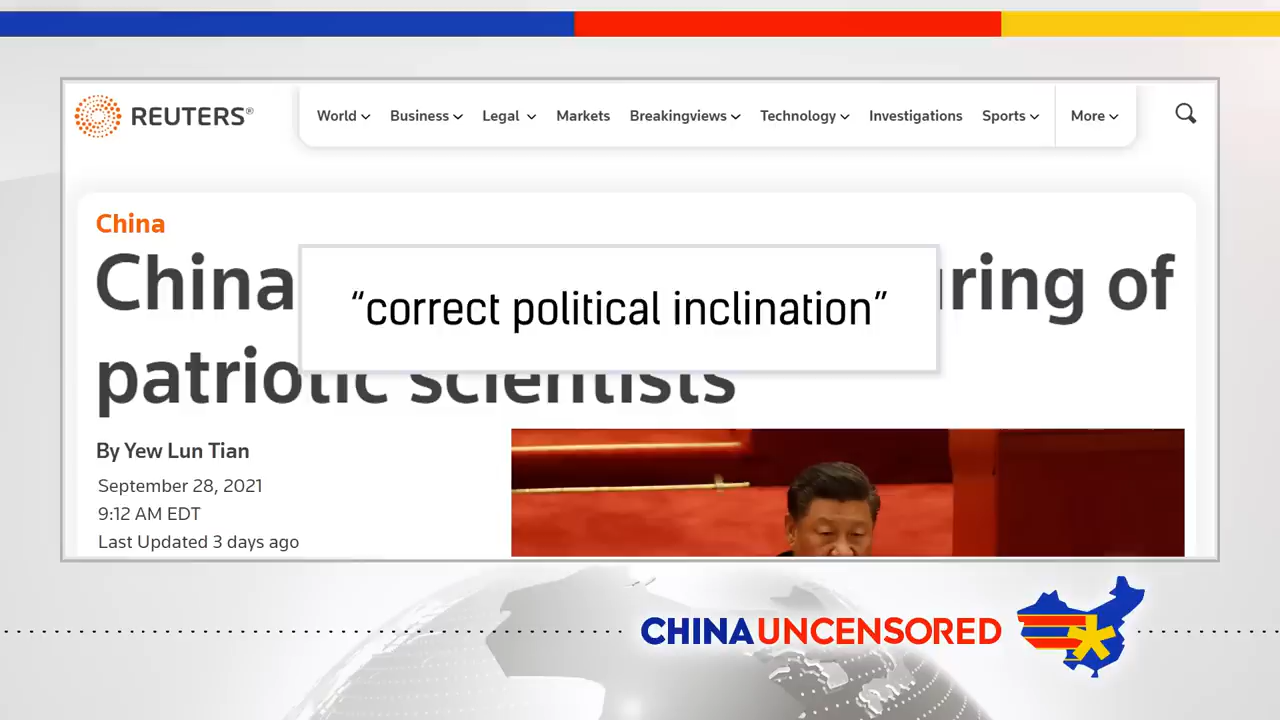 REUTERS®
World Business Legal Markets Breakingviews Technology Investigations Sports More
China
China
“correct political inclination”
ring of
patriotic scientists
By Yew Lun Tian
September 28, 2021
9:12 AM EDT
Last Updated 3 days ago
CHINA UNCENSORED